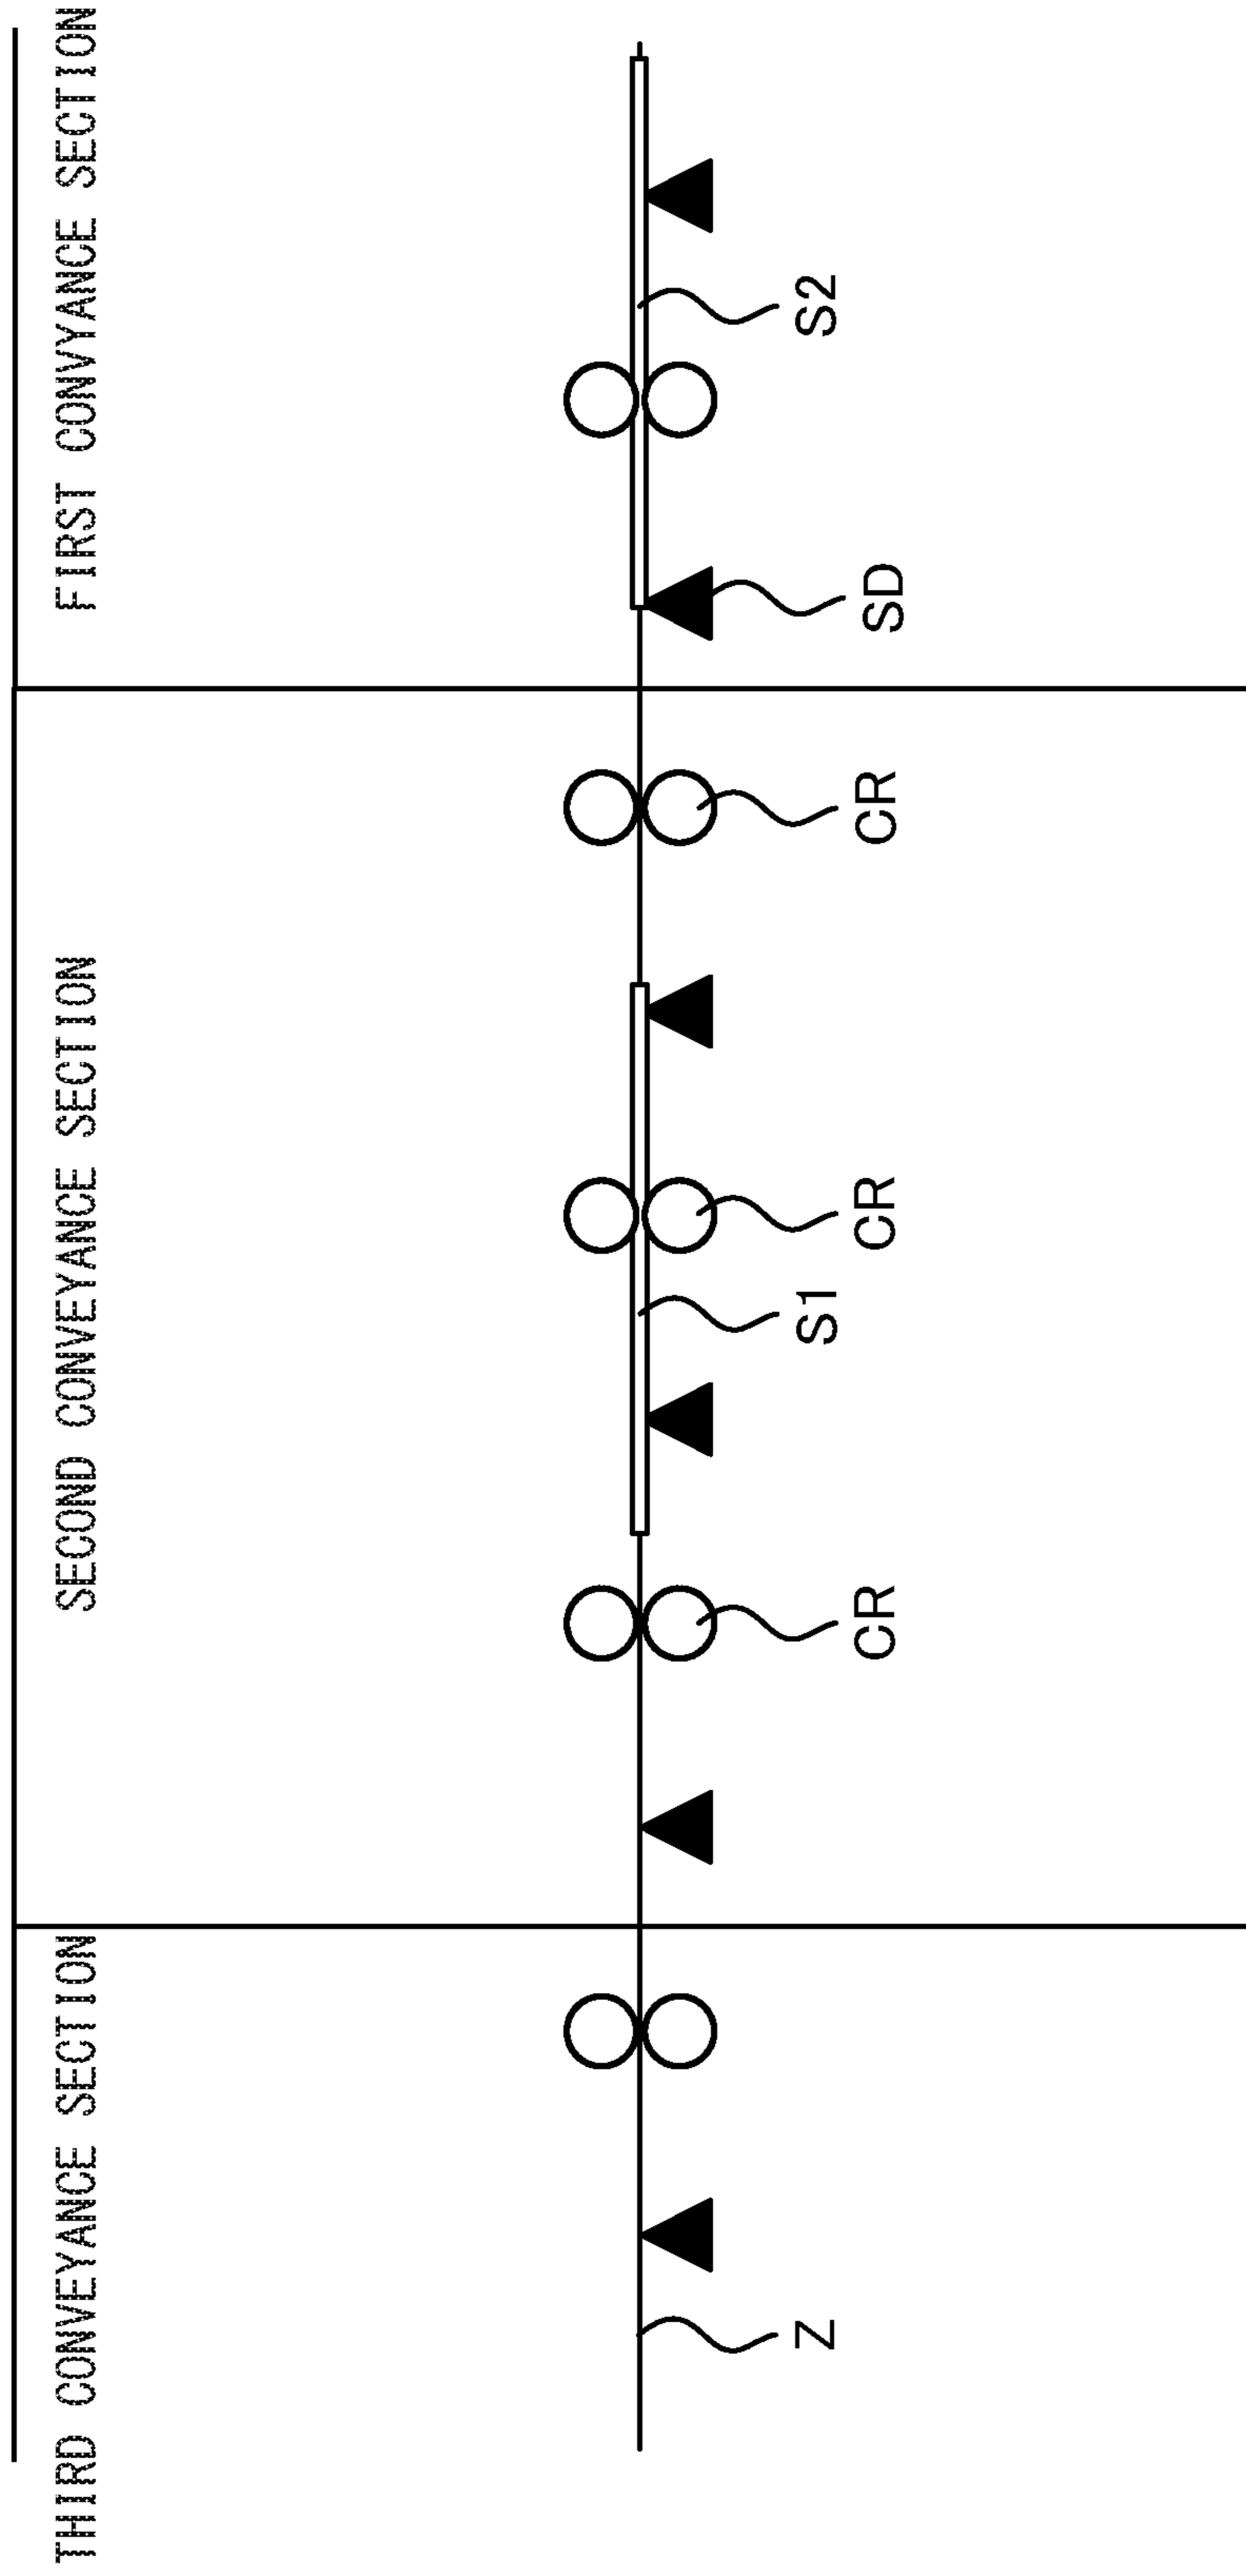 THIRD CONVEYANCE SECTION
SECOND CONVEYANCE SECTION
FIRST CONVYANCE SECTION
Z
S1
S2
CR
CR
CR
SD